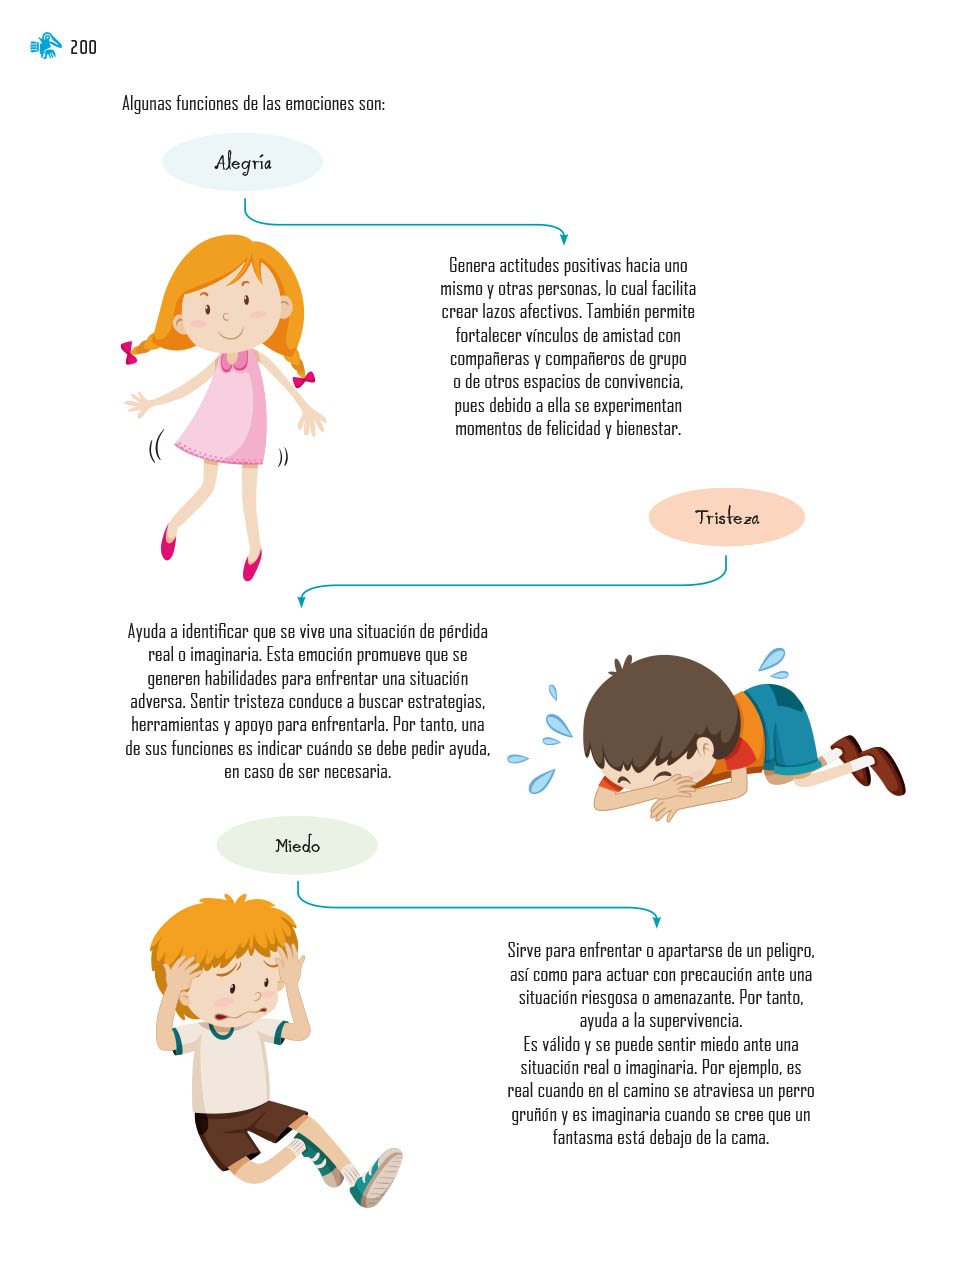 200
Algunas funciones de las emociones son:
Alegría
Genera actitudes positivas hacia uno
mismo y otras personas, lo cual facilita
crear lazos afectivos. También permite
fortalecer vínculos de amistad con
compañeras y compañeros de grupo
o de otros espacios de convivencia,
pues debido a ella se experimentan
momentos de felicidad y bienestar.
Tristeza
Ayuda a identificar que se vive una situación de pérdida
real o imaginaria. Esta emoción promueve que se
generen habilidades para enfrentar una situación
adversa. Sentir tristeza conduce a buscar estrategias,
herramientas y apoyo para enfrentarla. Por tanto, una
de sus funciones es indicar cuándo se debe pedir ayuda,
en caso de ser necesaria.
Miedo
Sirve para enfrentar o apartarse de un peligro,
así como para actuar con precaución ante una
situación riesgosa o amenazante. Por tanto,
ayuda a la supervivencia.
Es válido y se puede sentir miedo ante una
situación real o imaginaria. Por ejemplo, es
real cuando en el camino se atraviesa un perro
gruñón y es imaginaria cuando se cree que un
fantasma está debajo de la cama.